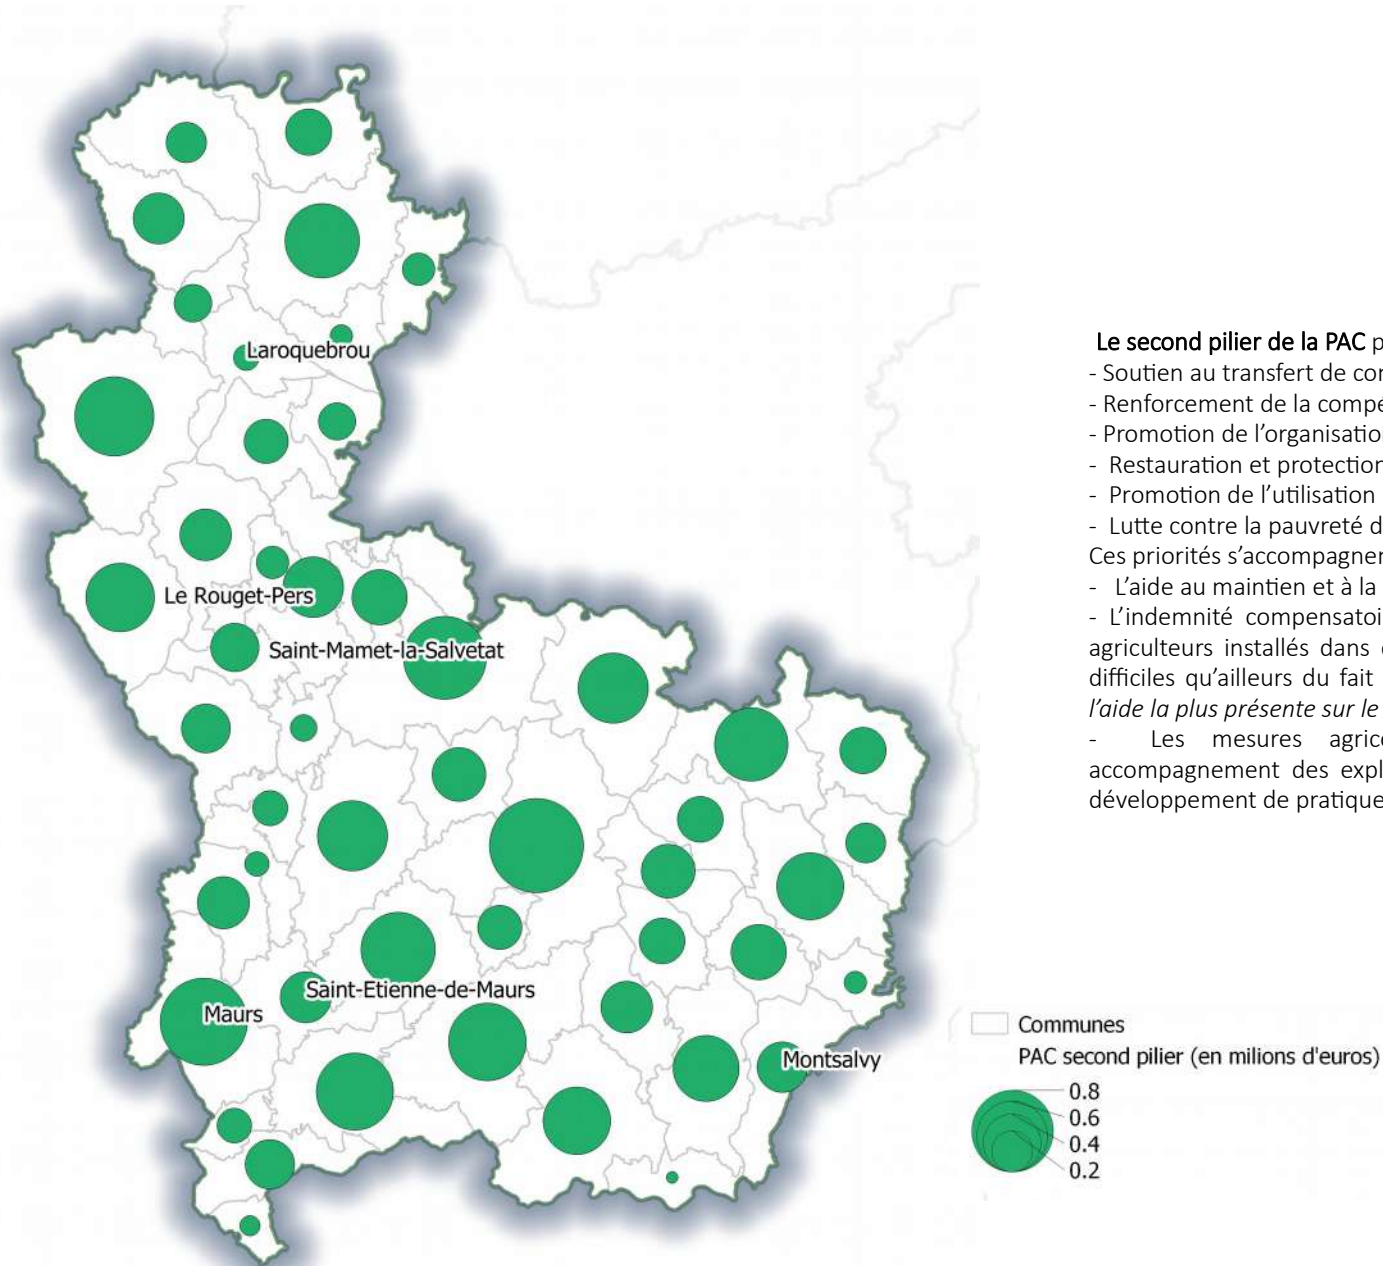 Laroquebrou
Le Rouget-Pers
Saint-Mamet-la-Salvetat
Saint-Etienne-de-Maurs
Maurs
Montsalvy
Le second pilier de la PAC p
- Soutien au transfert de con
- Renforcement de la compé
- Promotion de l’organisation
- Restauration et protection
- Promotion de l’utilisation
- Lutte contre la pauvreté d
Ces priorités s’accompagnen
- L’aide au maintien et à la
- L’indemnité compensatoi
agriculteurs installés dans
difficiles qu’ailleurs du fait
l’aide la plus présente sur le
- Les mesures agric
accompagnement des expl
développement de pratique
Communes
PAC second pilier (en milions d'euros)
0.8
0.6
0.4
0.2